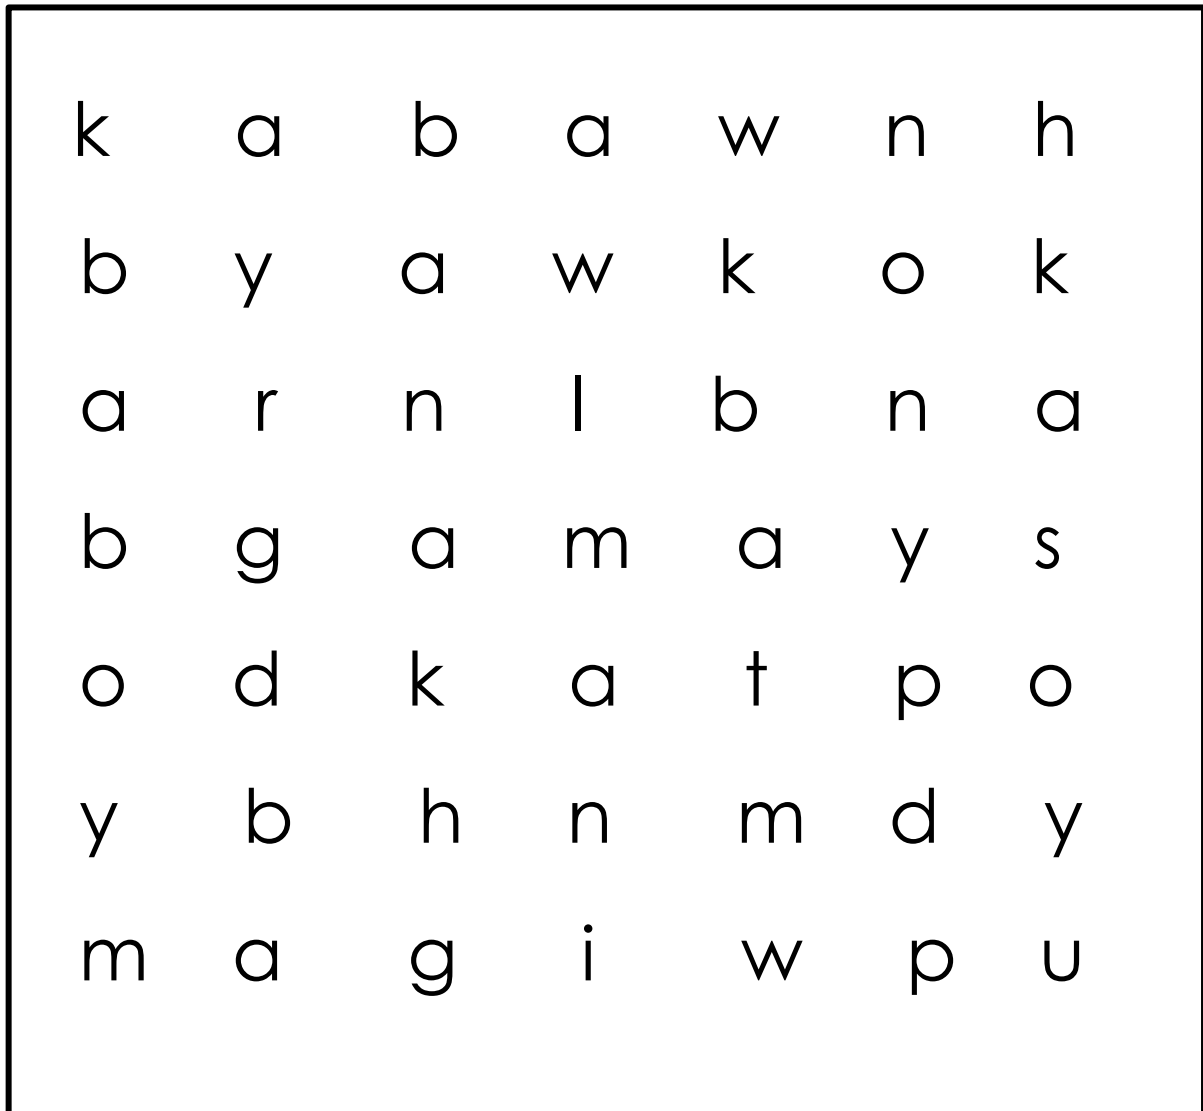 k a b a w n h
b y a w k o k
a r n l b n a
b g a m a y s
o d k a t p o
y b h n m d y
m a g i w p u